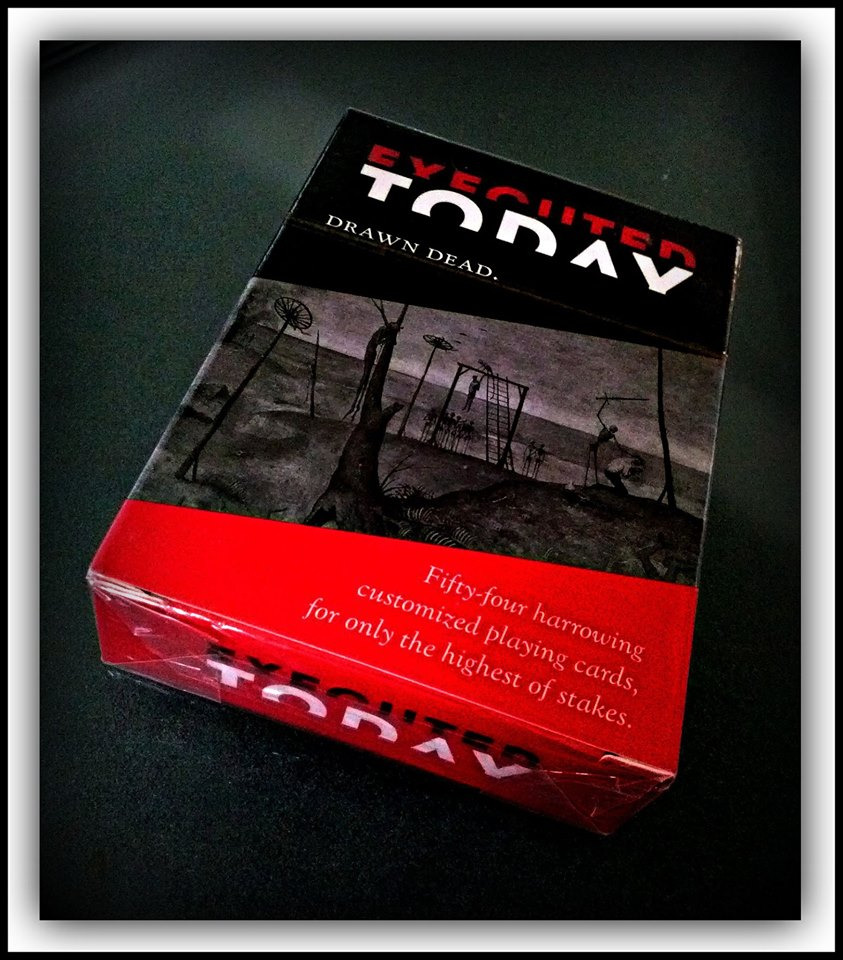 EXECUTED
TODAY
DRAWN DEAD.
Fifty-four harrowing
customized playing cards,
for only the highest of stakes.
EXECUTED
TODAY